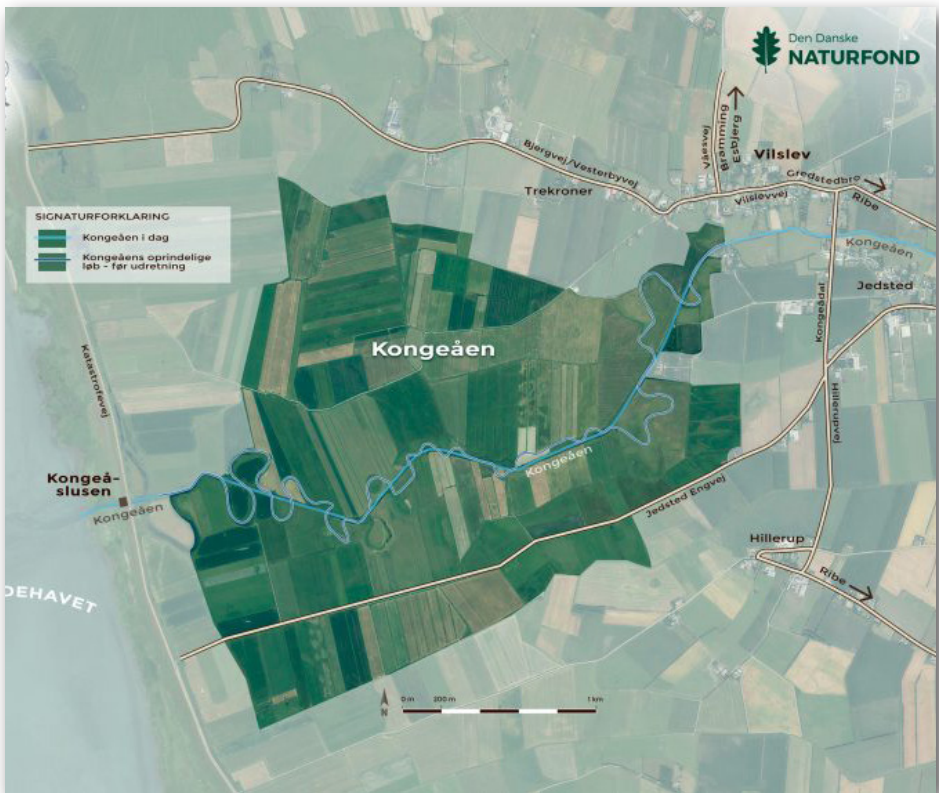 Den Danske
NATURFOND
Bramming
Esbjerg
Våesvej
Vilslev
Bjergvej/Vesterbyvej
Gredstedbro
Trekroner
Vilslevvej
Ribe
SIGNATURFORKLARING
Kongeåen i dag
Kongeåens oprindelige
løb - før udretning
Kongeåen
Jedsted
Kongeådal
Katastrofevej
Kongeåen
Hillerupvej
Kongeåen
Kongeå-
slusen
Kongeåen
Jedsted Engvej
Hillerup
Ribe
DEHAVET
N
0 m 200 m 1 km